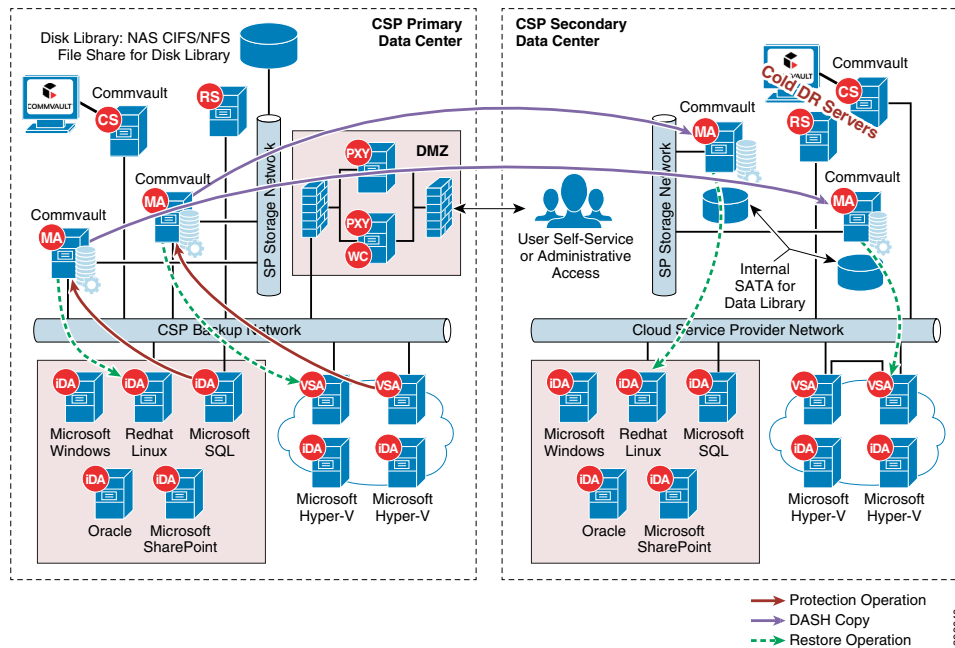 CSP Primary
Data Center
Disk Library: NAS CIFS/NFS
File Share for Disk Library
COMMVAULT
Commvault
CS
RS
SP Storage Network
DMZ
PXY
PXY
WC
Commvault
MA
Commvault
MA
CSP Backup Network
iDA
Microsoft
Windows
iDA
Redhat
Linux
iDA
Microsoft
SQL
iDA
Oracle
iDA
Microsoft
SharePoint
VSA
VSA
iDA
Microsoft
Hyper-V
iDA
Microsoft
Hyper-V
User Self-Service
or Administrative
Access
CSP Secondary
Data Center
Commvault
MA
Commvault
CS
RS
Cold DR Servers
SP Storage Network
Commvault
MA
Internal
SATA for
Data Library
Cloud Service Provider Network
iDA
Microsoft
Windows
iDA
Redhat
Linux
iDA
Microsoft
SQL
iDA
Oracle
iDA
Microsoft
SharePoint
VSA
VSA
iDA
Microsoft
Hyper-V
iDA
Microsoft
Hyper-V
Protection Operation
DASH Copy
Restore Operation